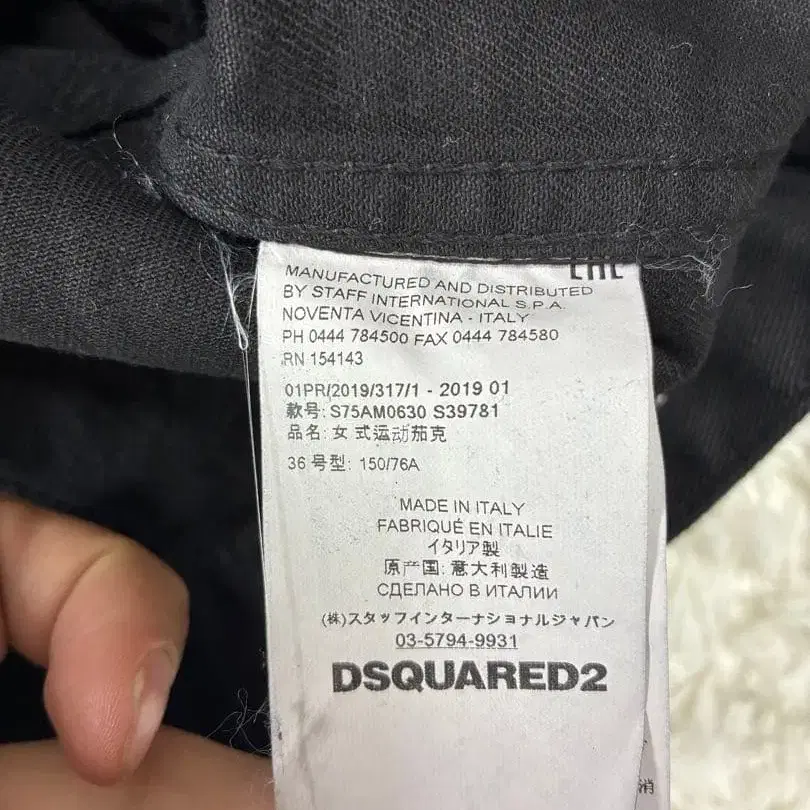 EAC
MANUFACTURED AND DISTRIBUTED
BY STAFF INTERNATIONAL S.P.A.
NOVENTA VICENTINA - ITALY
PH 0444 784500 FAX 0444 784580
RN 154143
01PR/2019/317/1 - 2019 01
款号: S75AM0630 S39781
品名: 女式运动茄克
36 号型: 150/76A
MADE IN ITALY
FABRIQUÉ EN ITALIE
イタリア製
原产国: 意大利製造
СДЕЛАНО В ИТАЛИИ
(株)スタッフインターナショナルジャパン
03-5794-9931
DSQUARED2
消